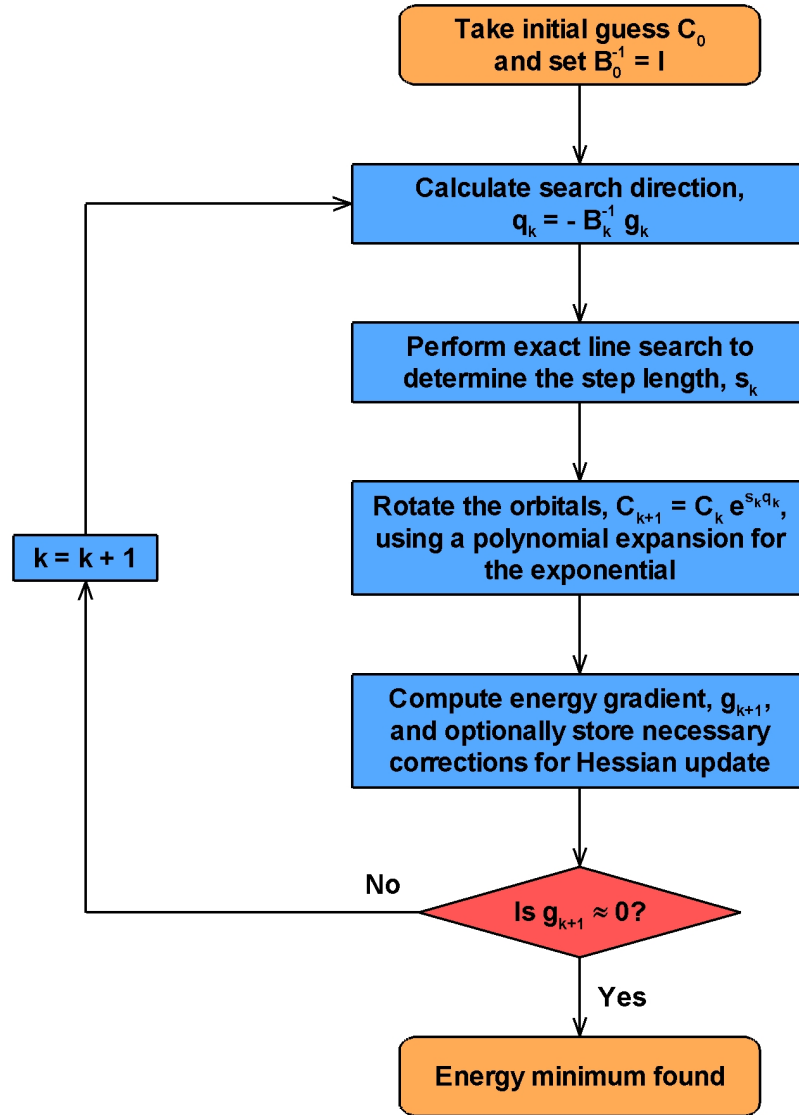 Take initial guess C₀
and set B₀⁻¹ = I
Calculate search direction,
qₖ = - Bₖ⁻¹ gₖ
Perform exact line search to
determine the step length, sₖ
Rotate the orbitals, Cₖ₊₁ = Cₖ e^{sₖqₖ},
using a polynomial expansion for
the exponential
k = k + 1
Compute energy gradient, gₖ₊₁,
and optionally store necessary
corrections for Hessian update
No
Is gₖ₊₁ ≈ 0?
Yes
Energy minimum found